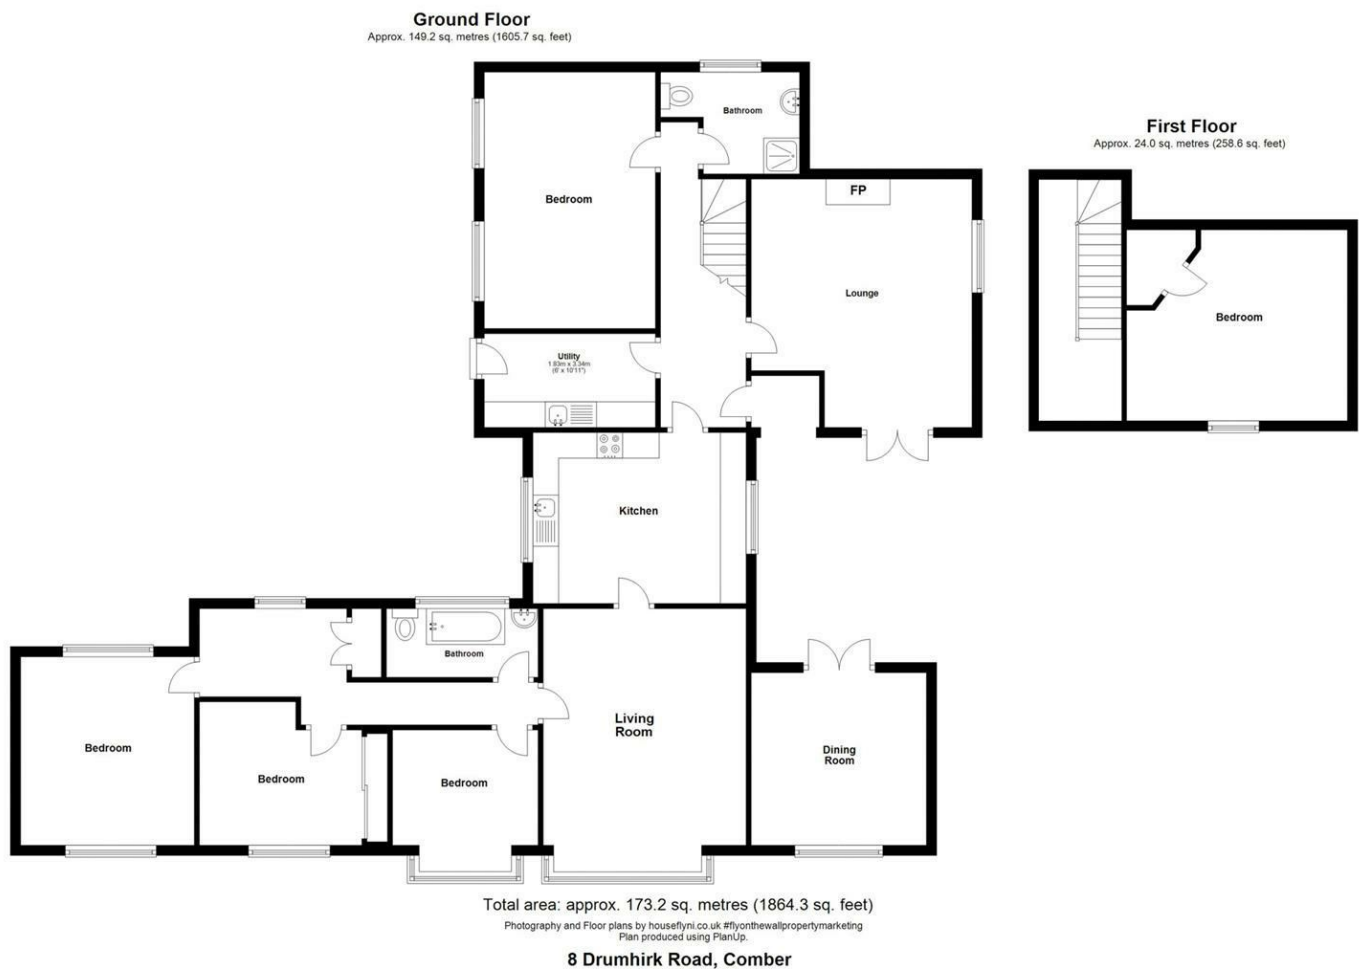 Ground Floor
Approx. 149.2 sq. metres (1605.7 sq. feet)
First Floor
Approx. 24.0 sq. metres (258.6 sq. feet)
Bathroom
Bedroom
FP
Lounge
Utility
1.83m x 3.34m
(6' x 10'11")
Bedroom
Kitchen
Bathroom
Living
Room
Bedroom
Bedroom
Bedroom
Dining
Room
Total area: approx. 173.2 sq. metres (1864.3 sq. feet)
Photography and Floor plans by houseflyni.co.uk #flyonthewallpropertymarketing
Plan produced using PlanUp.
8 Drumhirk Road, Comber